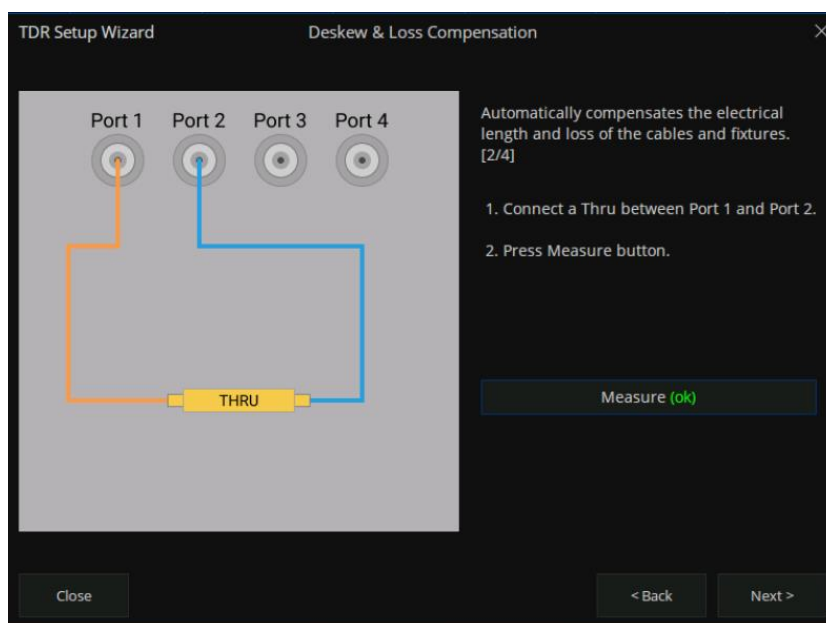 TDR Setup Wizard
Deskew & Loss Compensation
Port 1 Port 2 Port 3 Port 4
THRU
Automatically compensates the electrical
length and loss of the cables and fixtures.
[2/4]
1. Connect a Thru between Port 1 and Port 2.
2. Press Measure button.
Measure (ok)
Close
< Back
Next >